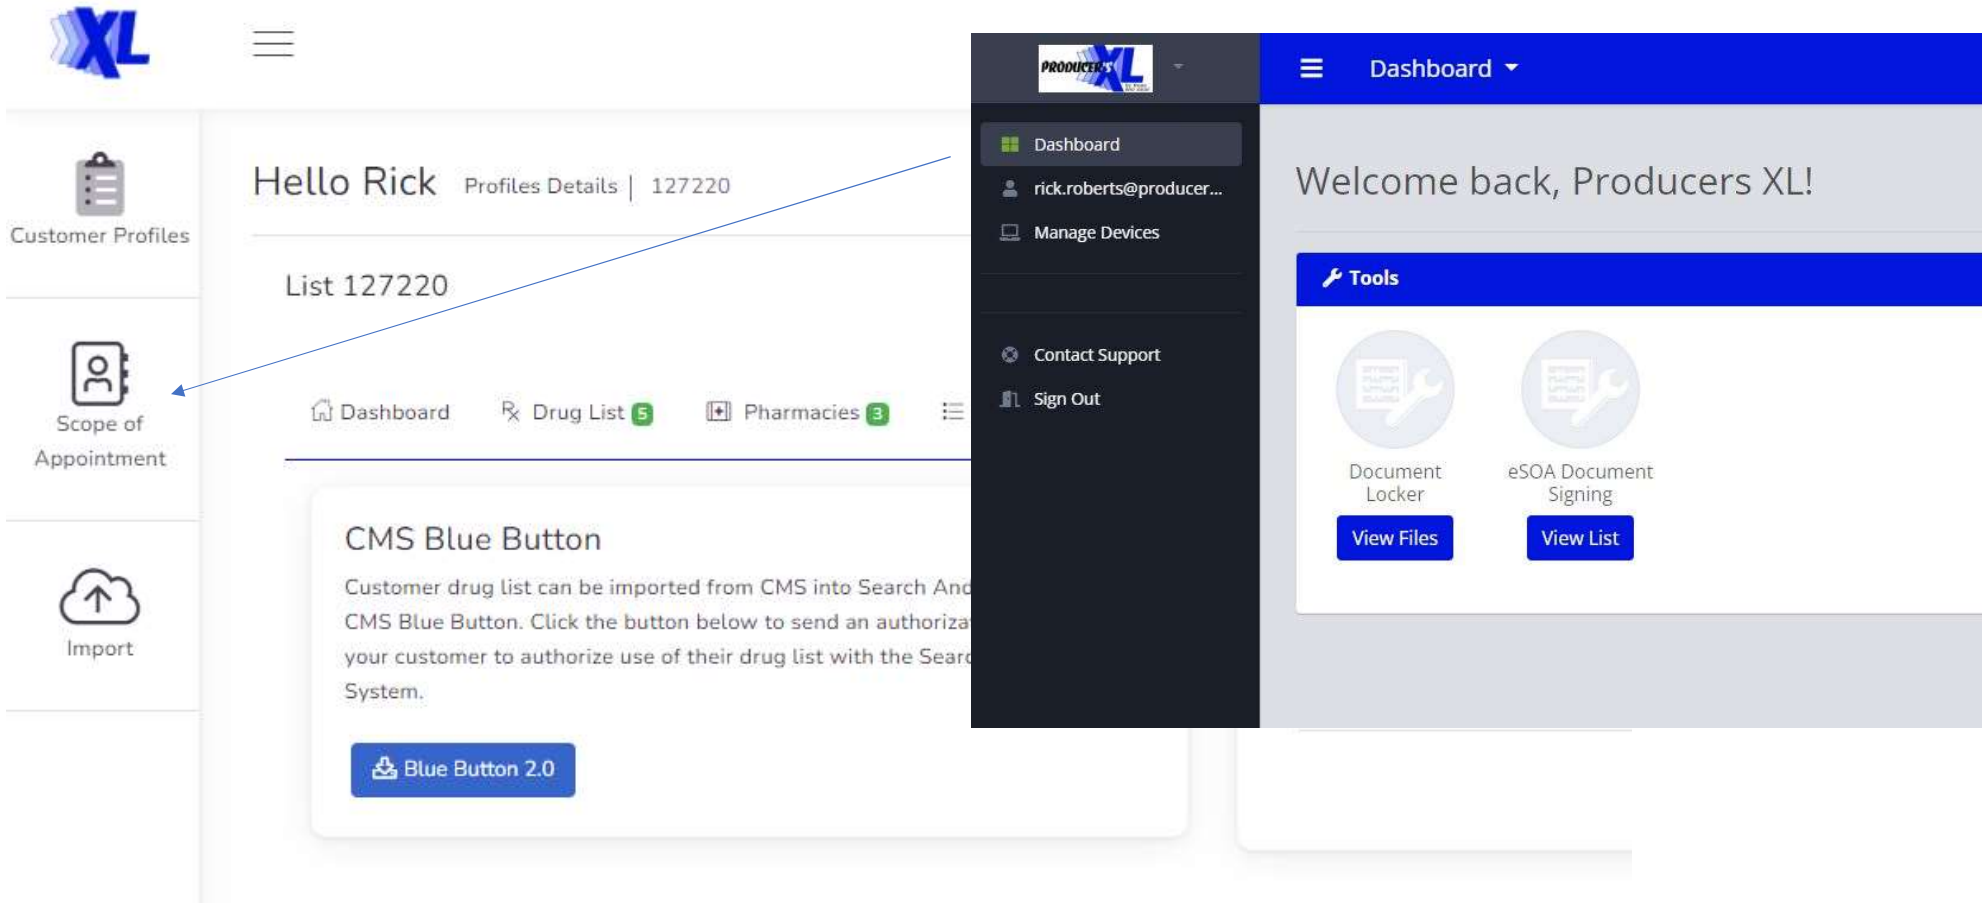 XL
Customer Profiles
Scope of
Appointment
Import
Hello Rick Profiles Details | 127220
List 127220
Dashboard
Drug List 5
Pharmacies 3
CMS Blue Button
Customer drug list can be imported from CMS into Search And
CMS Blue Button. Click the button below to send an authoriza
your customer to authorize use of their drug list with the Searc
System.
Blue Button 2.0
PRODUCER'S XL
Dashboard
rick.roberts@producer...
Manage Devices
Contact Support
Sign Out
Dashboard
Welcome back, Producers XL!
Tools
Document
Locker
View Files
eSOA Document
Signing
View List